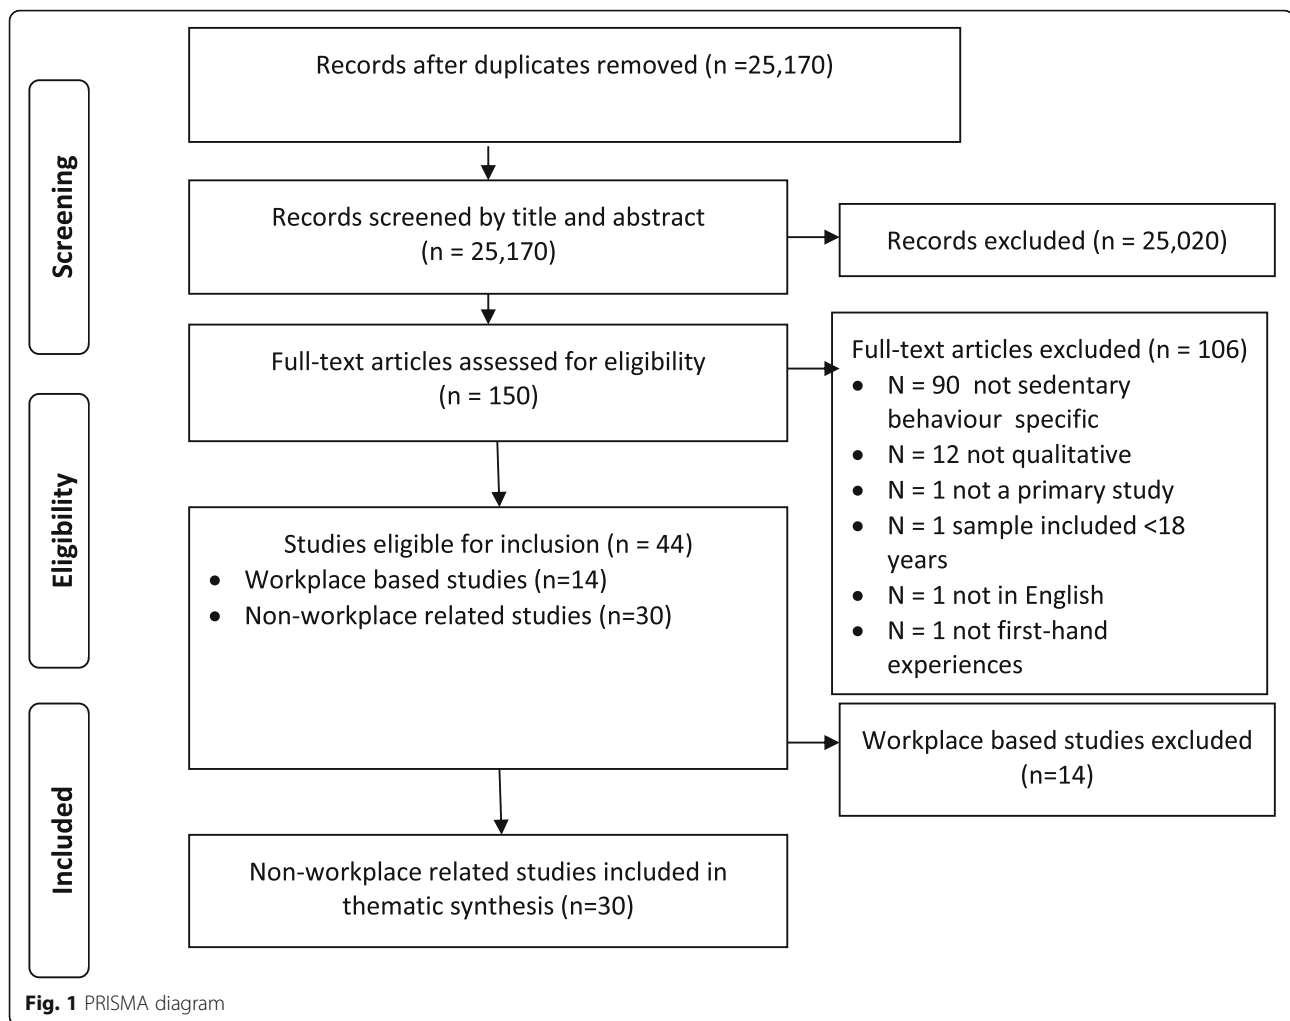 Screening
Records after duplicates removed (n =25,170)
Records screened by title and abstract
(n = 25,170)
Records excluded (n = 25,020)
Full-text articles assessed for eligibility
(n = 150)
Full-text articles excluded (n = 106)
• N = 90 not sedentary
behaviour specific
• N = 12 not qualitative
• N = 1 not a primary study
• N = 1 sample included <18
years
• N = 1 not in English
• N = 1 not first-hand
experiences
Eligibility
Studies eligible for inclusion (n = 44)
• Workplace based studies (n=14)
• Non-workplace related studies (n=30)
Workplace based studies excluded
(n=14)
Included
Non-workplace related studies included in
thematic synthesis (n=30)
Fig. 1 PRISMA diagram